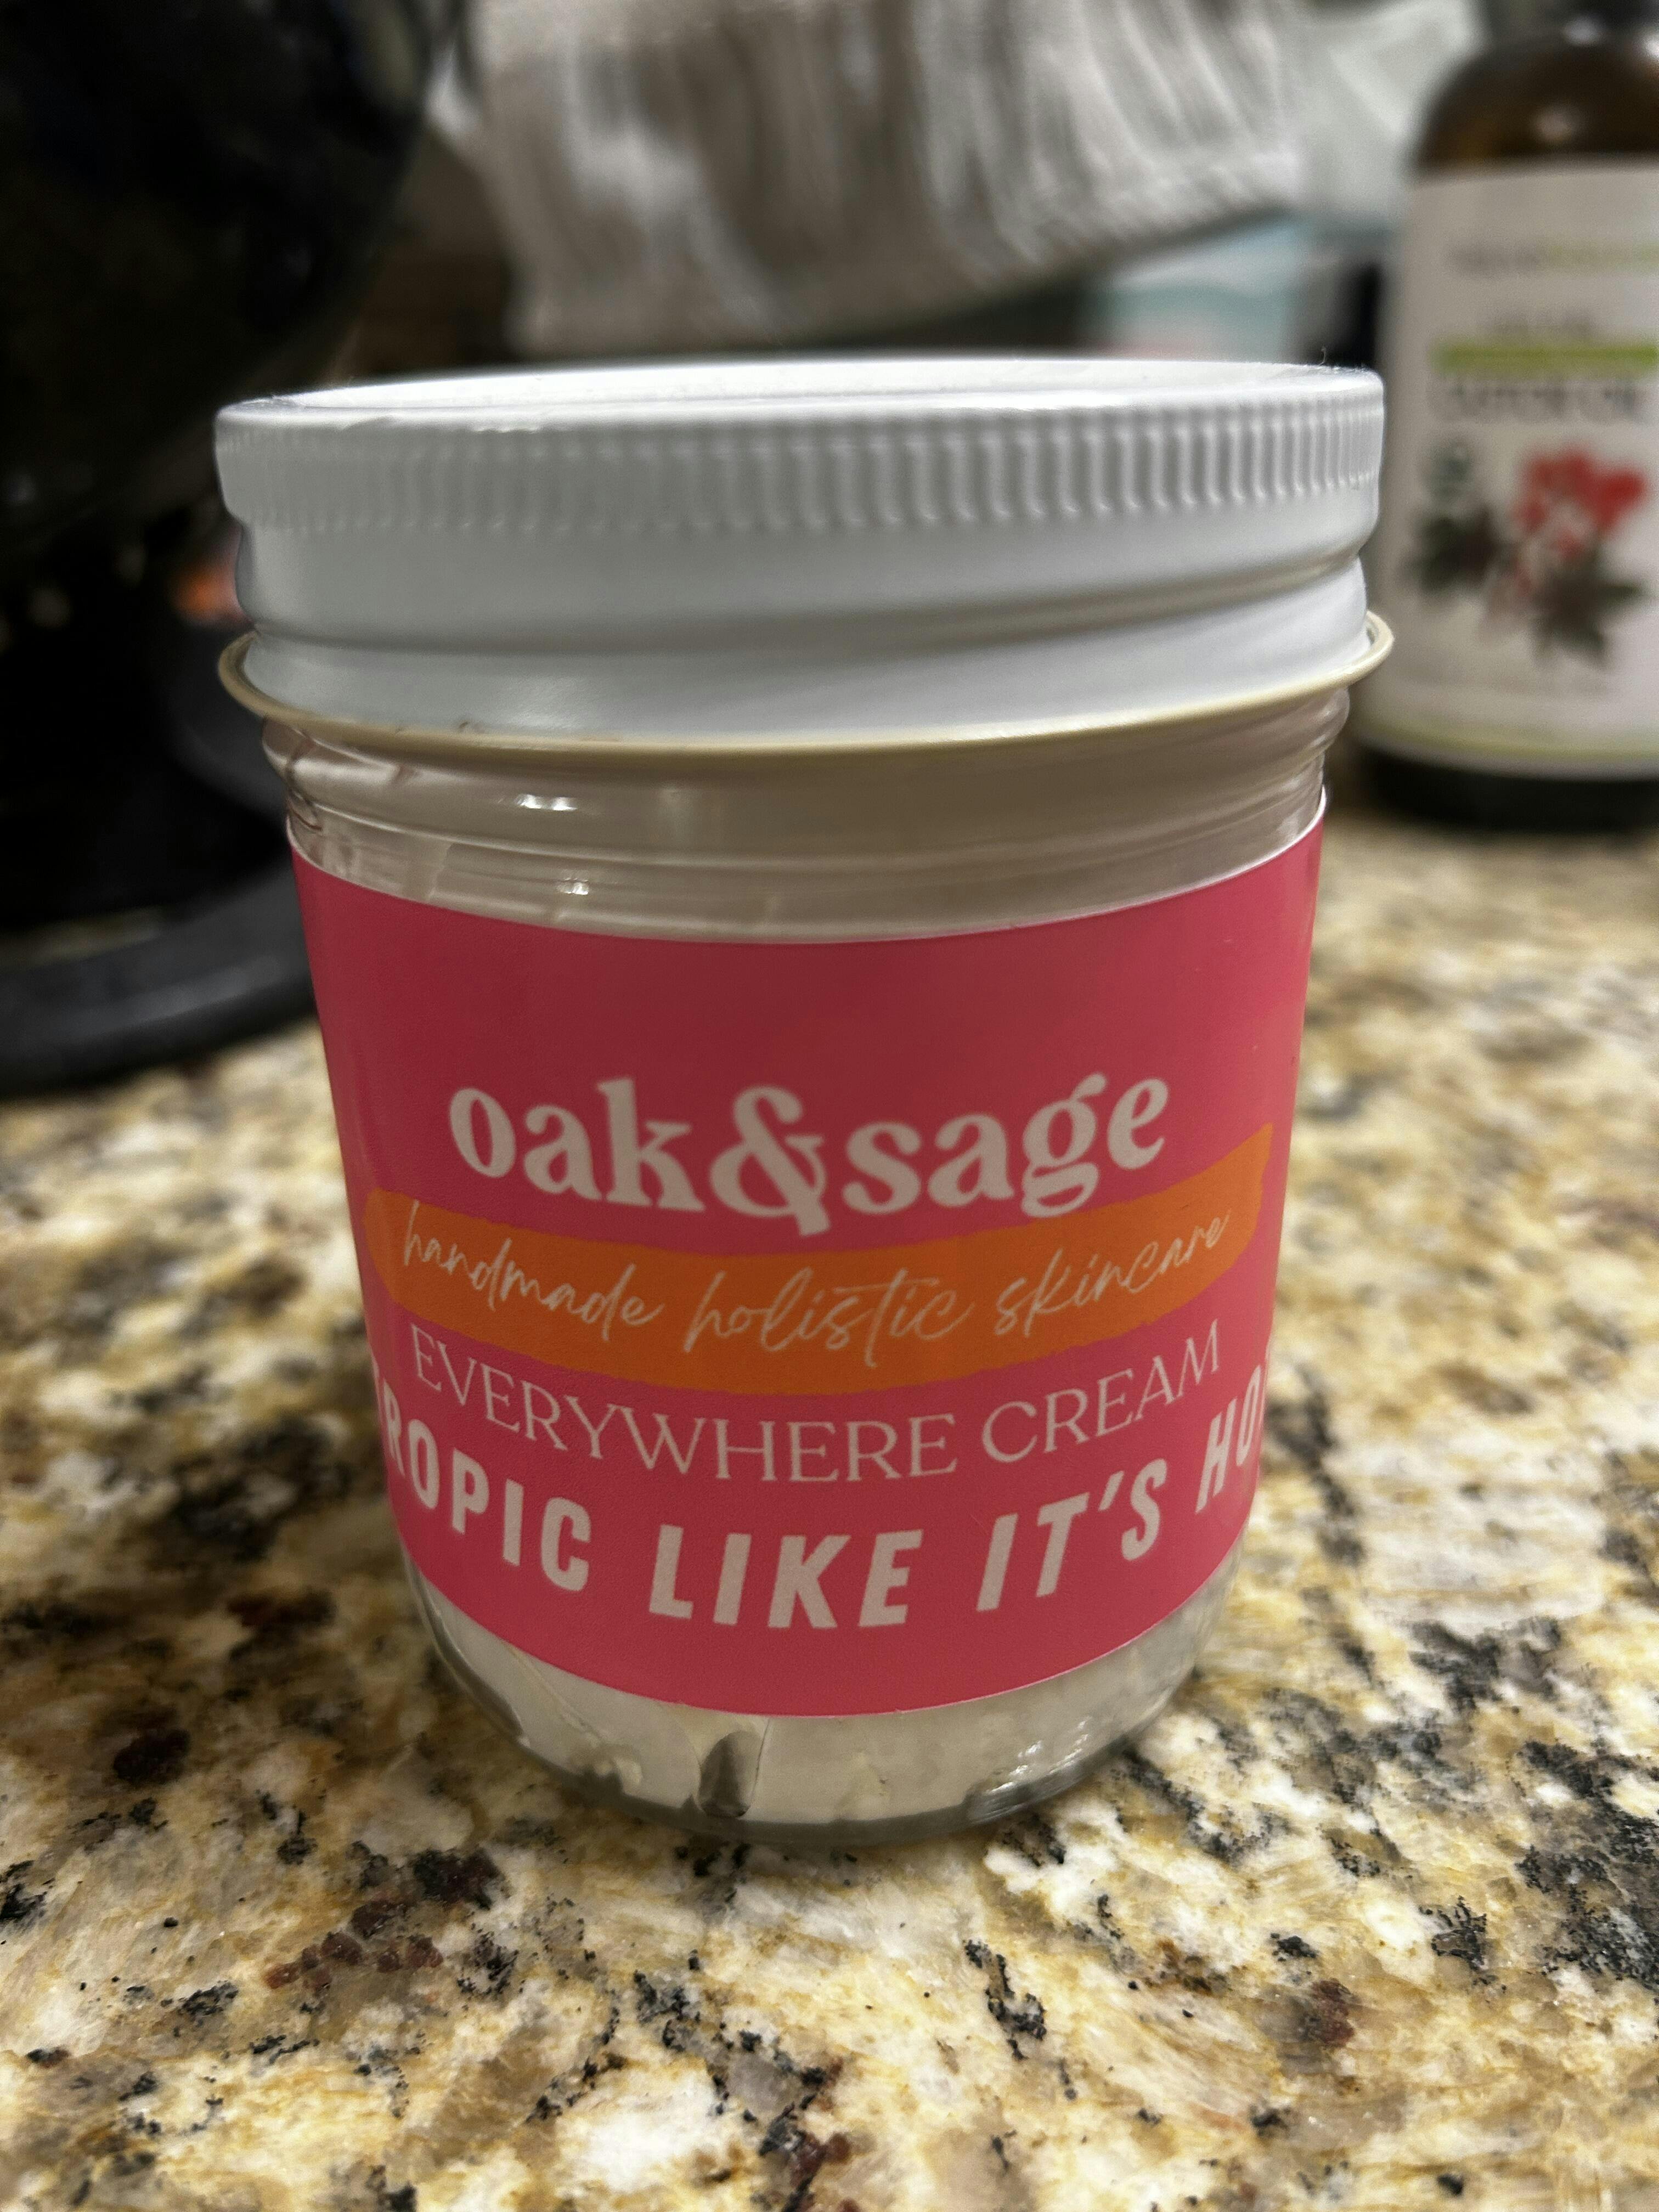 oak&sage
handmade holistic skincare
EVERYWHERE CREAM
ROPIC LIKE IT'S HO